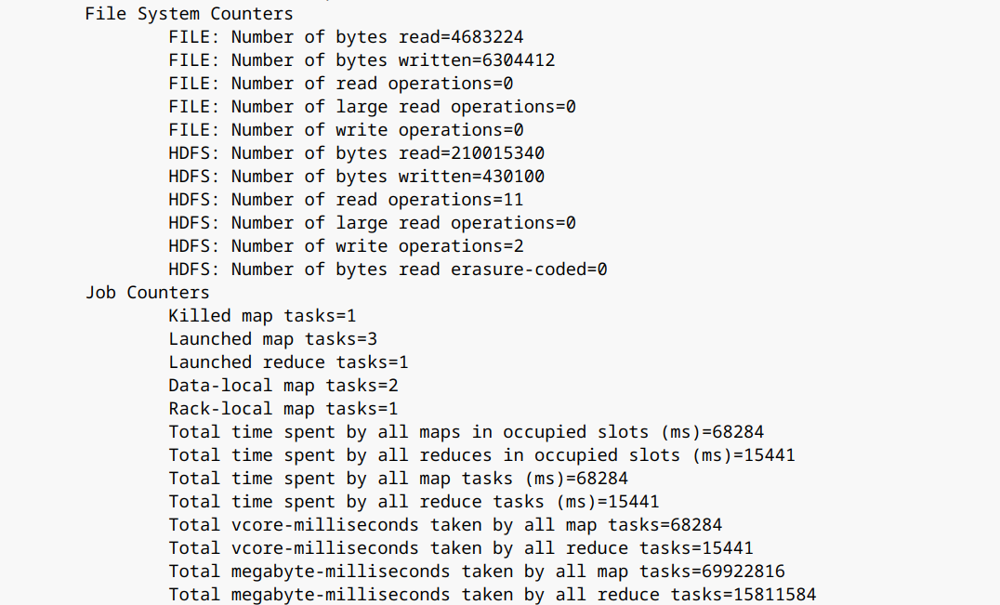 File System Counters
FILE: Number of bytes read=4683224
FILE: Number of bytes written=6304412
FILE: Number of read operations=0
FILE: Number of large read operations=0
FILE: Number of write operations=0
HDFS: Number of bytes read=210015340
HDFS: Number of bytes written=430100
HDFS: Number of read operations=11
HDFS: Number of large read operations=0
HDFS: Number of write operations=2
HDFS: Number of bytes read erasure-coded=0
Job Counters
Killed map tasks=1
Launched map tasks=3
Launched reduce tasks=1
Data-local map tasks=2
Rack-local map tasks=1
Total time spent by all maps in occupied slots (ms)=68284
Total time spent by all reduces in occupied slots (ms)=15441
Total time spent by all map tasks (ms)=68284
Total time spent by all reduce tasks (ms)=15441
Total vcore-milliseconds taken by all map tasks=68284
Total vcore-milliseconds taken by all reduce tasks=15441
Total megabyte-milliseconds taken by all map tasks=69922816
Total megabyte-milliseconds taken by all reduce tasks=15811584